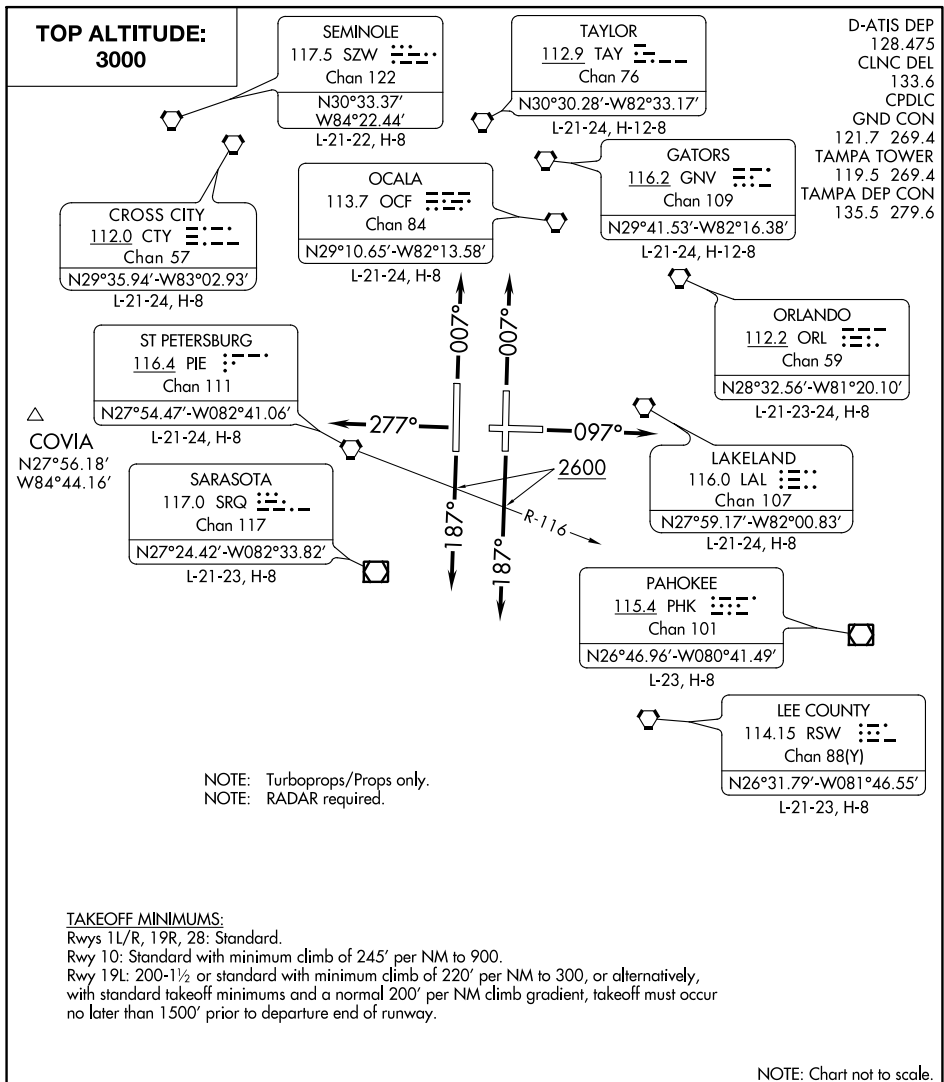 TOP ALTITUDE:
3000
SEMINOLE
117.5 SZW
Chan 122
N30°33.37′
W84°22.44′
L-21-22, H-8
TAYLOR
112.9 TAY
Chan 76
N30°30.28′-W82°33.17′
L-21-24, H-12-8
D-ATIS DEP
128.475
CLNC DEL
133.6
CPDLC
GND CON
121.7 269.4
TAMPA TOWER
119.5 269.4
TAMPA DEP CON
135.5 279.6
CROSS CITY
112.0 CTY
Chan 57
N29°35.94′-W83°02.93′
L-21-24, H-8
OCALA
113.7 OCF
Chan 84
N29°10.65′-W82°13.58′
L-21-24, H-8
GATORS
116.2 GNV
Chan 109
N29°41.53′-W82°16.38′
L-21-24, H-12-8
ORLANDO
112.2 ORL
Chan 59
N28°32.56′-W81°20.10′
L-21-23-24, H-8
ST PETERSBURG
116.4 PIE
Chan 111
N27°54.47′-W082°41.06′
L-21-24, H-8
007°
007°
277°
097°
187°
187°
2600
R-116
COVIA
N27°56.18′
W84°44.16′
SARASOTA
117.0 SRQ
Chan 117
N27°24.42′-W082°33.82′
L-21-23, H-8
LAKELAND
116.0 LAL
Chan 107
N27°59.17′-W82°00.83′
L-21-24, H-8
PAHOKEE
115.4 PHK
Chan 101
N26°46.96′-W080°41.49′
L-23, H-8
LEE COUNTY
114.15 RSW
Chan 88(Y)
N26°31.79′-W081°46.55′
L-21-23, H-8
NOTE: Turboprops/Props only.
NOTE: RADAR required.
TAKEOFF MINIMUMS:
Rwys 1L/R, 19R, 28: Standard.
Rwy 10: Standard with minimum climb of 245′ per NM to 900.
Rwy 19L: 200-1½ or standard with minimum climb of 220′ per NM to 300, or alternatively,
with standard takeoff minimums and a normal 200′ per NM climb gradient, takeoff must occur
no later than 1500′ prior to departure end of runway.
NOTE: Chart not to scale.